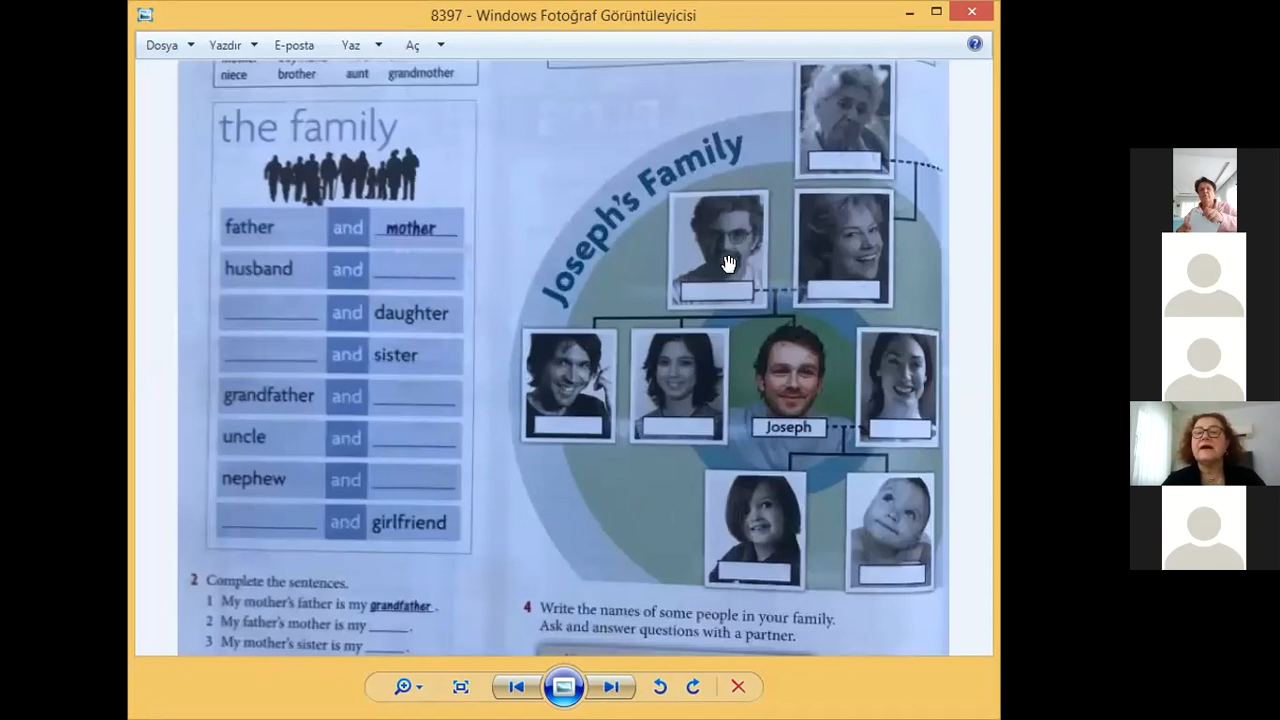 8397 - Windows Fotoğraf Görüntüleyicisi
Dosya Yazdır E-posta Yaz Aç
niece brother aunt grandmother
the family
father and mother
husband and
and daughter
and sister
grandfather and
uncle and
nephew and
and girlfriend
2 Complete the sentences.
1 My mother's father is my grandfather.
2 My father's mother is my ______.
3 My mother's sister is my ______.
Joseph's Family
Joseph
4 Write the names of some people in your family.
Ask and answer questions with a partner.